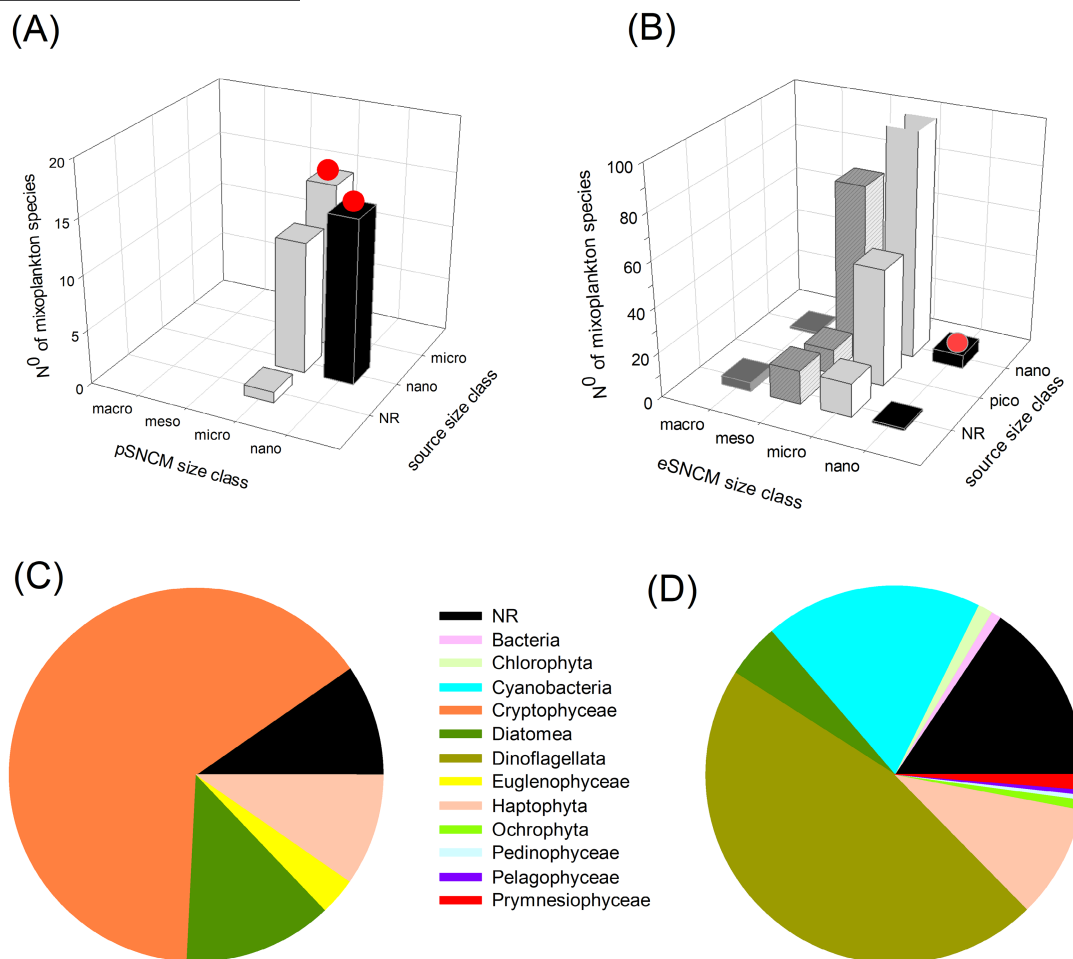 (A)
20
15
10
5
0
N⁰ of mixoplankton species
macro
meso
micro
nano
pSNCM size class
NR
nano
micro
source size class
(B)
100
80
60
40
20
0
N⁰ of mixoplankton species
macro
meso
micro
nano
eSNCM size class
NR
pico
nano
source size class
(C)
NR
Bacteria
Chlorophyta
Cyanobacteria
Cryptophyceae
Diatomea
Dinoflagellata
Euglenophyceae
Haptophyta
Ochrophyta
Pedinophyceae
Pelagophyceae
Prymnesiophyceae
(D)